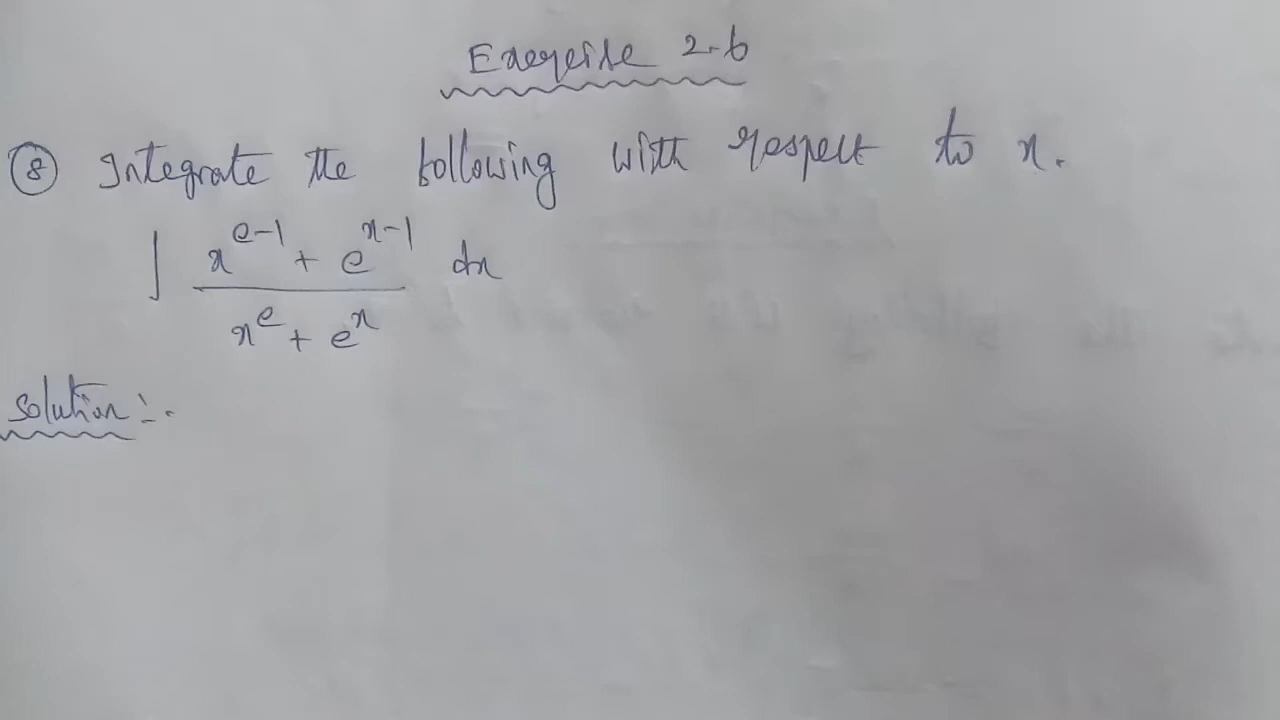 Exercise 2.6
⑧ Integrate the following with respect to x.
∫ (x^(e-1) + e^(x-1)) / (x^e + e^x) dx
Solution:-